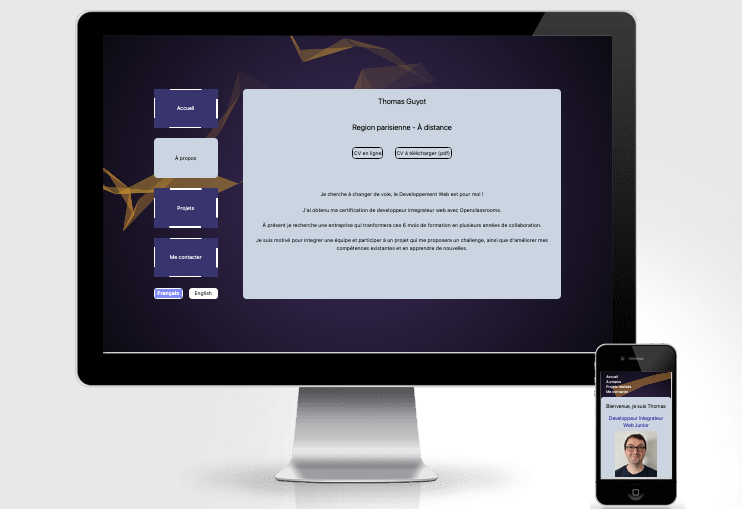 Accueil
À propos
Projets
Me contacter
Français
English
Thomas Guyot
Region parisienne - À distance
CV en ligne
CV à télécharger (pdf)
Je cherche à changer de voie, le Developpement Web est pour moi !
J'ai obtenu ma certification de developpeur integrateur web avec Openclassrooms.
À présent je recherche une entreprise qui tranformera ces 6 mois de formation en plusieurs années de collaboration.
Je suis motivé pour integrer une équipe et participer à un projet qui me proposera un challenge, ainsi que d'améliorer mes
compétences existantes et en apprendre de nouvelles.
Accueil
À propos
Projets
Me contacter
Bienvenue, je suis Thomas
Developpeur Integrateur
Web Junior